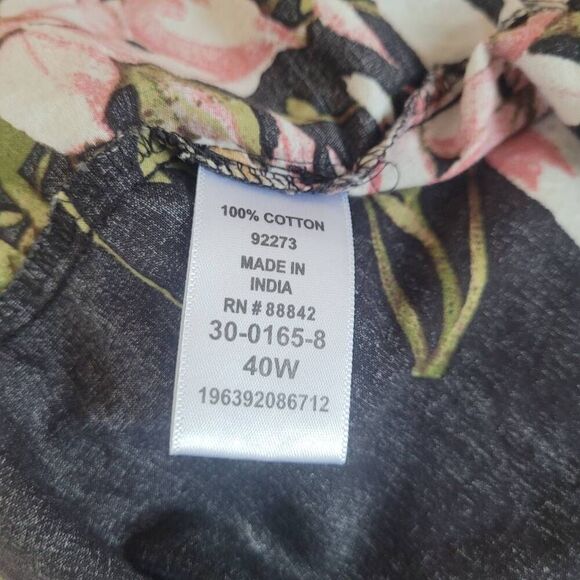 100% COTTON
92273
MADE IN
INDIA
RN # 88842
30-0165-8
40W
196392086712